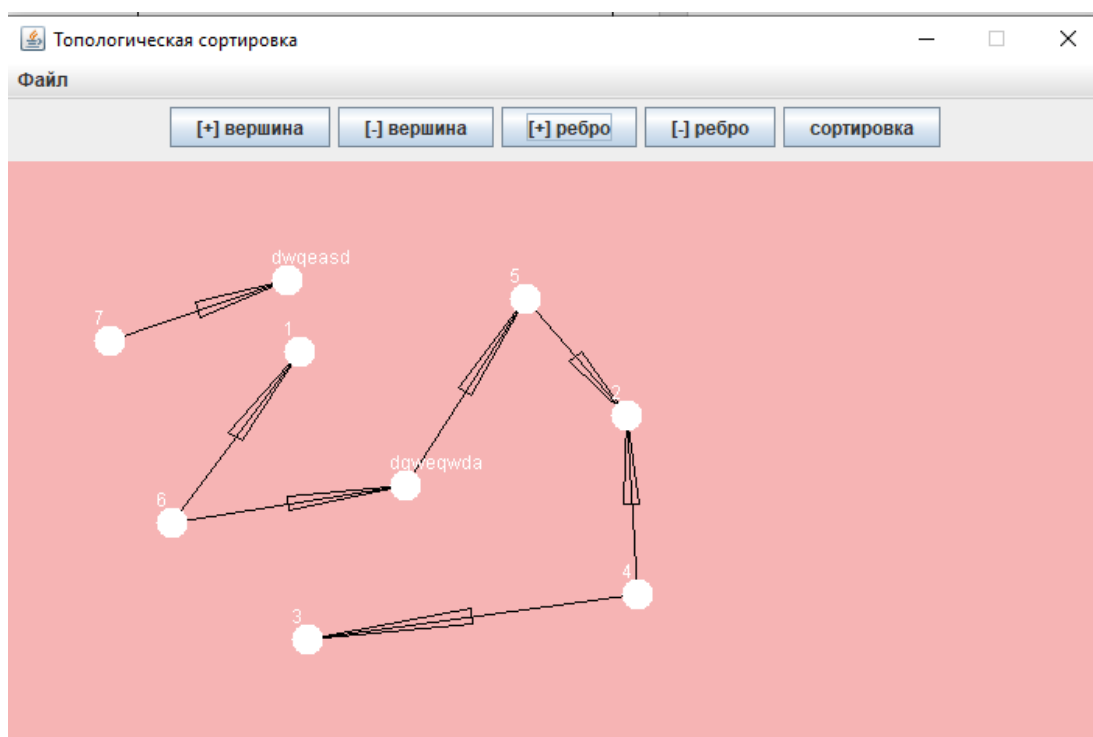 Топологическая сортировка
Файл
[+] вершина [-] вершина [+] ребро [-] ребро сортировка
dwqeasd
5
7
1
2
dqweqwda
6
4
3